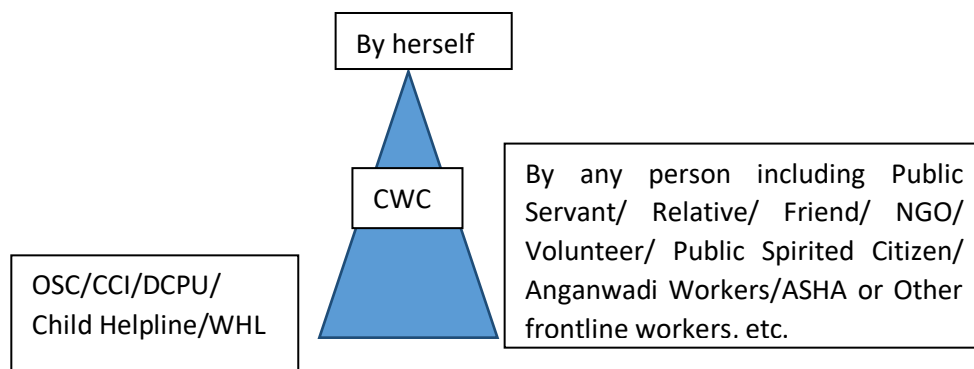 By herself
CWC
By any person including Public
Servant/ Relative/ Friend/ NGO/
Volunteer/ Public Spirited Citizen/
Anganwadi Workers/ASHA or Other
frontline workers. etc.
OSC/CCI/DCPU/
Child Helpline/WHL